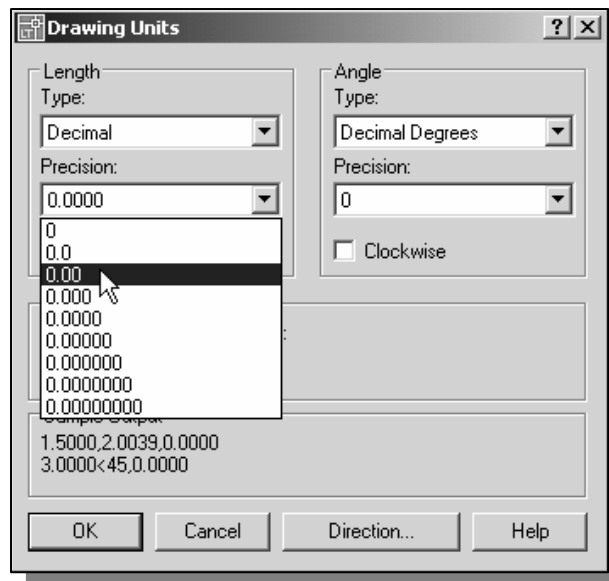 Drawing Units
Length
Type:
Decimal
Precision:
0.0000
0
0.0
0.00
0.000
0.0000
0.00000
0.000000
0.0000000
0.00000000
Angle
Type:
Decimal Degrees
Precision:
0
Clockwise
Sample Output
1.5000,2.0039,0.0000
3.0000<45,0.0000
OK Cancel Direction... Help